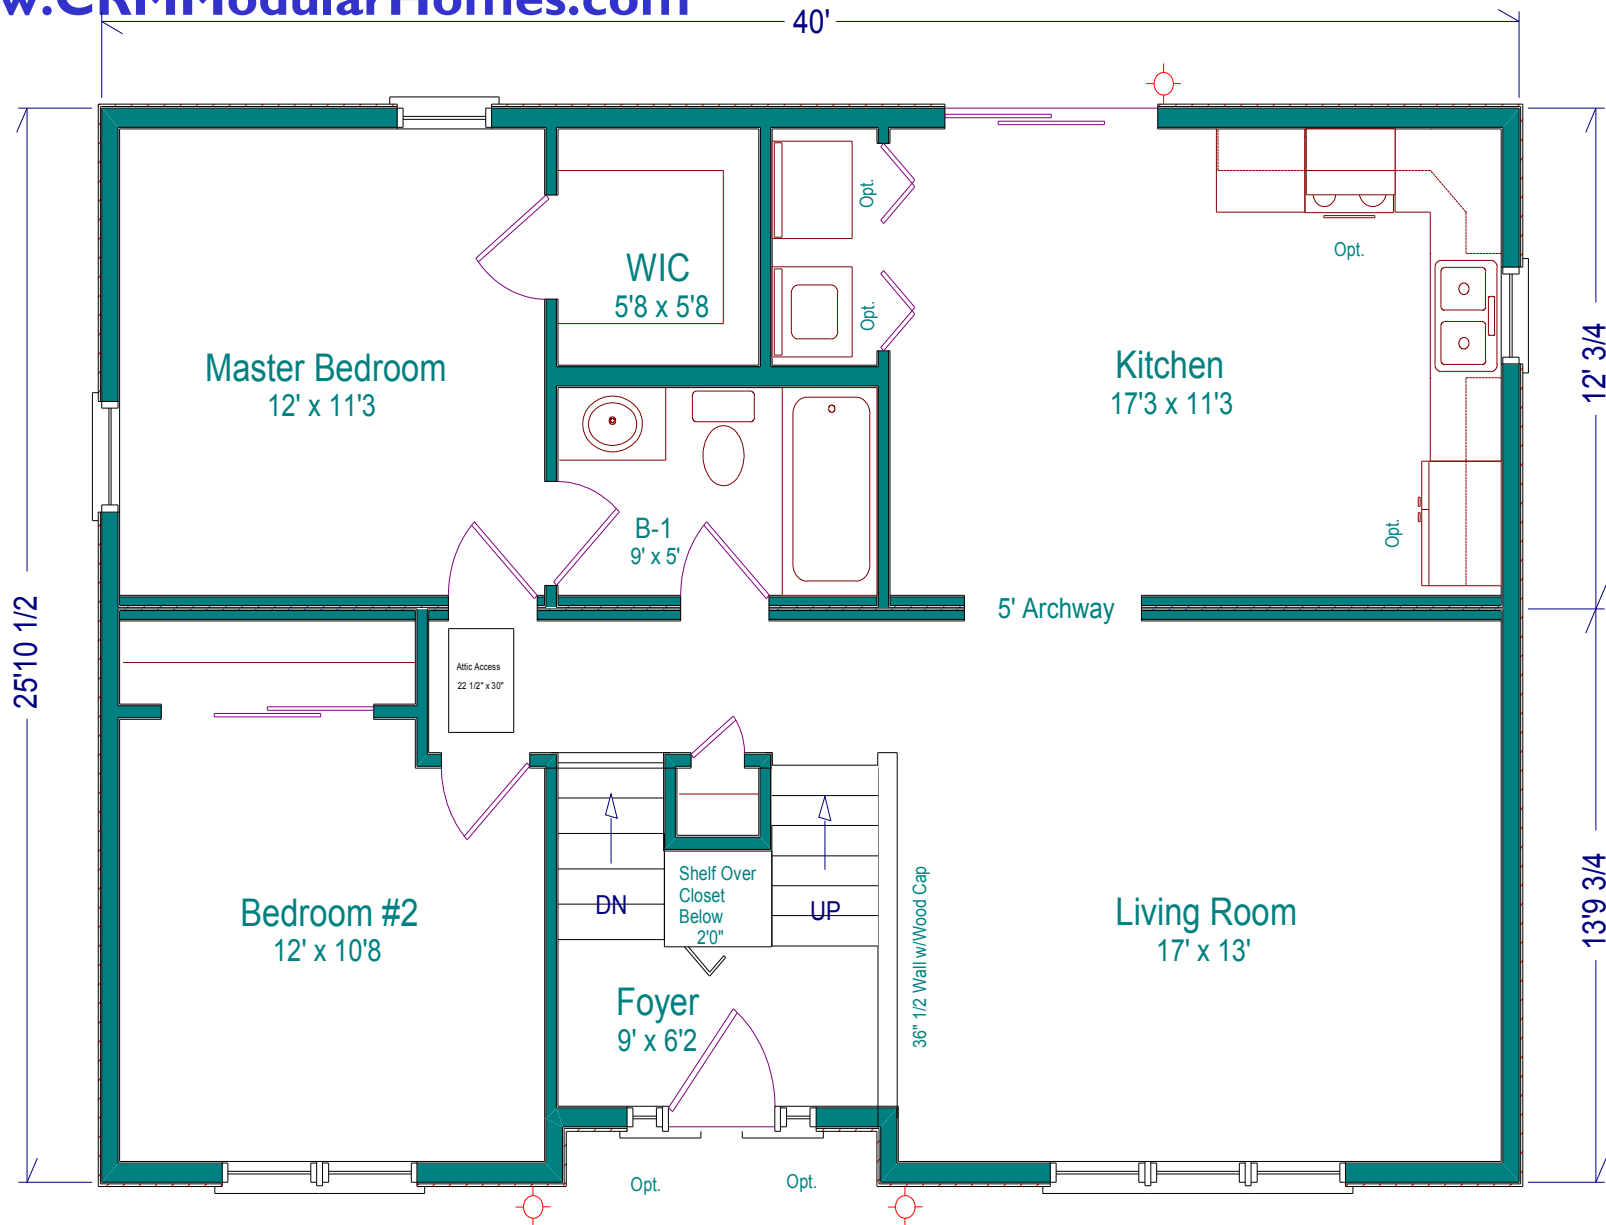 w.CRMModularHomes.com
40'
Opt.
WIC
5'8 x 5'8
Opt.
Opt.
Master Bedroom
12' x 11'3
Kitchen
17'3 x 11'3
12' 3/4
B-1
9' x 5'
Opt.
5' Archway
25'10 1/2
Attic Access
22 1/2" x 30"
Shelf Over
Closet
Below
2'0"
DN
UP
36" 1/2 Wall w/Wood Cap
Bedroom #2
12' x 10'8
Living Room
17' x 13'
13'9 3/4
Foyer
9' x 6'2
Opt.
Opt.